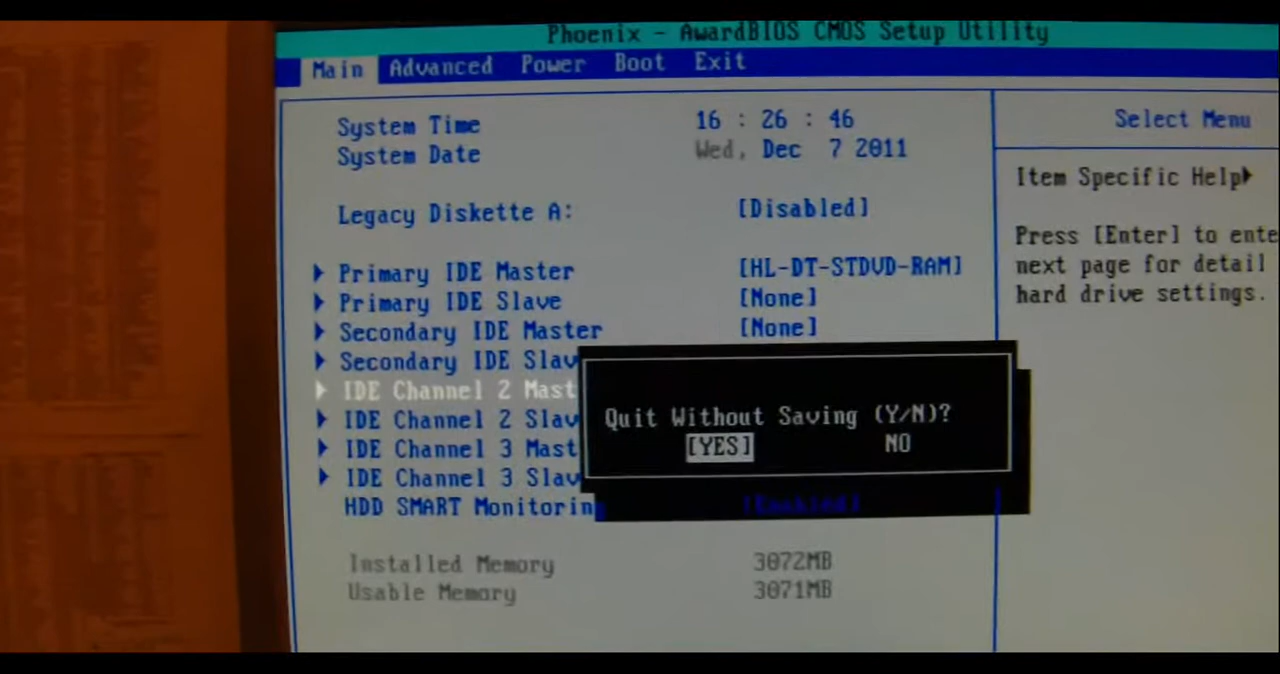 Phoenix - AwardBIOS CMOS Setup Utility
Main Advanced Power Boot Exit
System Time 16 : 26 : 46
System Date Wed, Dec 7 2011
Legacy Diskette A: [Disabled]
Primary IDE Master [HL-DT-STDVD-RAM]
Primary IDE Slave [None]
Secondary IDE Master [None]
Secondary IDE Slav
IDE Channel 2 Mast
IDE Channel 2 Slav
IDE Channel 3 Mast
IDE Channel 3 Slav
HDD SMART Monitorin [Enabled]
Installed Memory 3072MB
Usable Memory 3071MB
Quit Without Saving (Y/N)?
[YES] NO
Select Menu
Item Specific Help
Press [Enter] to ente
next page for detail
hard drive settings.